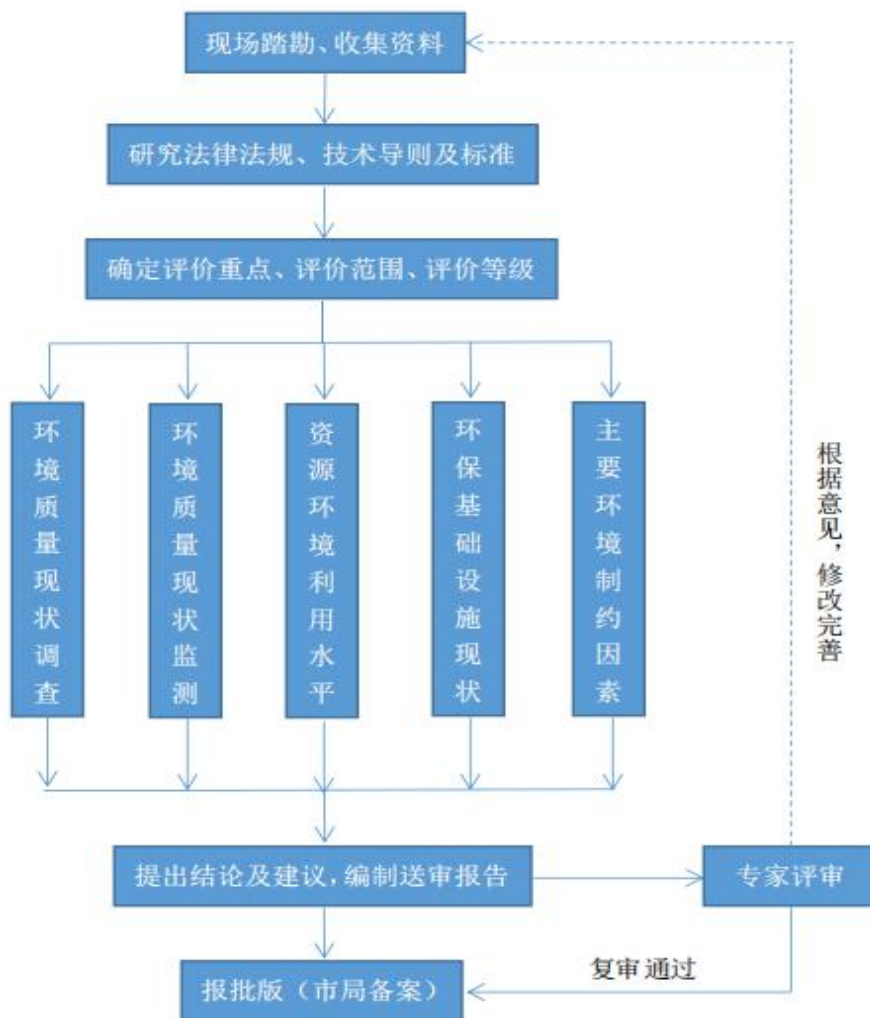 现场踏勘、收集资料
研究法律法规、技术导则及标准
确定评价重点、评价范围、评价等级
环境质量现状调查
环境质量现状监测
资源环境利用水平
环保基础设施现状
主要环境制约因素
根据意见，修改完善
提出结论及建议，编制送审报告
专家评审
复审 通过
报批版（市局备案）